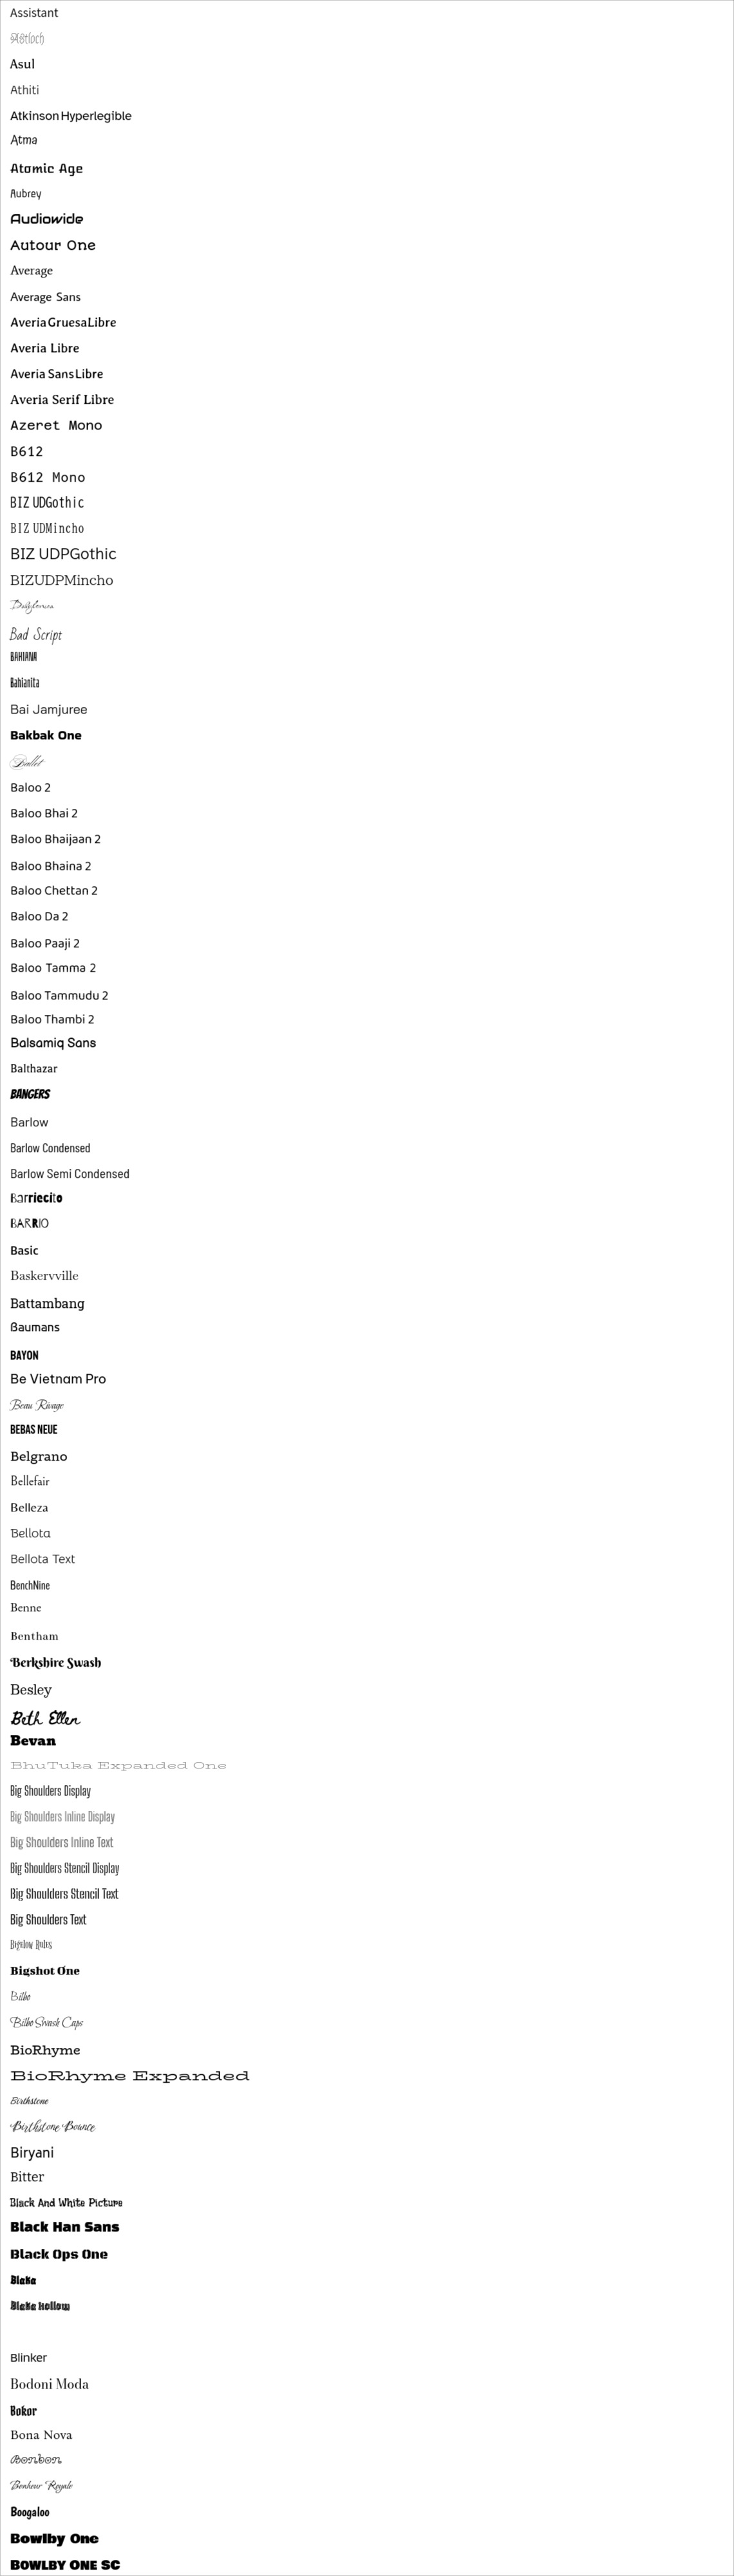 Assistant
Astloch
Asul
Athiti
Atkinson Hyperlegible
Atma
Atomic Age
Aubrey
Audiowide
Autour One
Average
Average Sans
Averia Gruesa Libre
Averia Libre
Averia Sans Libre
Averia Serif Libre
Azeret Mono
B612
B612 Mono
BIZ UDGothic
BIZ UDMincho
BIZ UDPGothic
BIZ UDPMincho
Bad Script
BAHIANA
Bahianita
Bai Jamjuree
Bakbak One
Ballet
Baloo 2
Baloo Bhai 2
Baloo Bhaijaan 2
Baloo Bhaina 2
Baloo Chettan 2
Baloo Da 2
Baloo Paaji 2
Baloo Tamma 2
Baloo Tammudu 2
Baloo Thambi 2
Balsamiq Sans
Balthazar
BANGERS
Barlow
Barlow Condensed
Barlow Semi Condensed
Barriecito
BARRIO
Basic
Baskervville
Battambang
Baumans
BAYON
Be Vietnam Pro
Beau Rivage
BEBAS NEUE
Belgrano
Bellefair
Belleza
Bellota
Bellota Text
BenchNine
Benne
Bentham
Berkshire Swash
Besley
Beth Ellen
Bevan
BhuTuka Expanded One
Big Shoulders Display
Big Shoulders Inline Display
Big Shoulders Inline Text
Big Shoulders Stencil Display
Big Shoulders Stencil Text
Big Shoulders Text
Bigelow Rules
Bigshot One
Bilbo
Bilbo Swash Caps
BioRhyme
BioRhyme Expanded
Birthstone
Birthstone Bounce
Biryani
Bitter
Black And White Picture
Black Han Sans
Black Ops One
Blaka
Blaka Hollow
Blinker
Bodoni Moda
Bokor
Bona Nova
Bonbon
Bonheur Royale
Boogaloo
Bowlby One
BOWLBY ONE SC